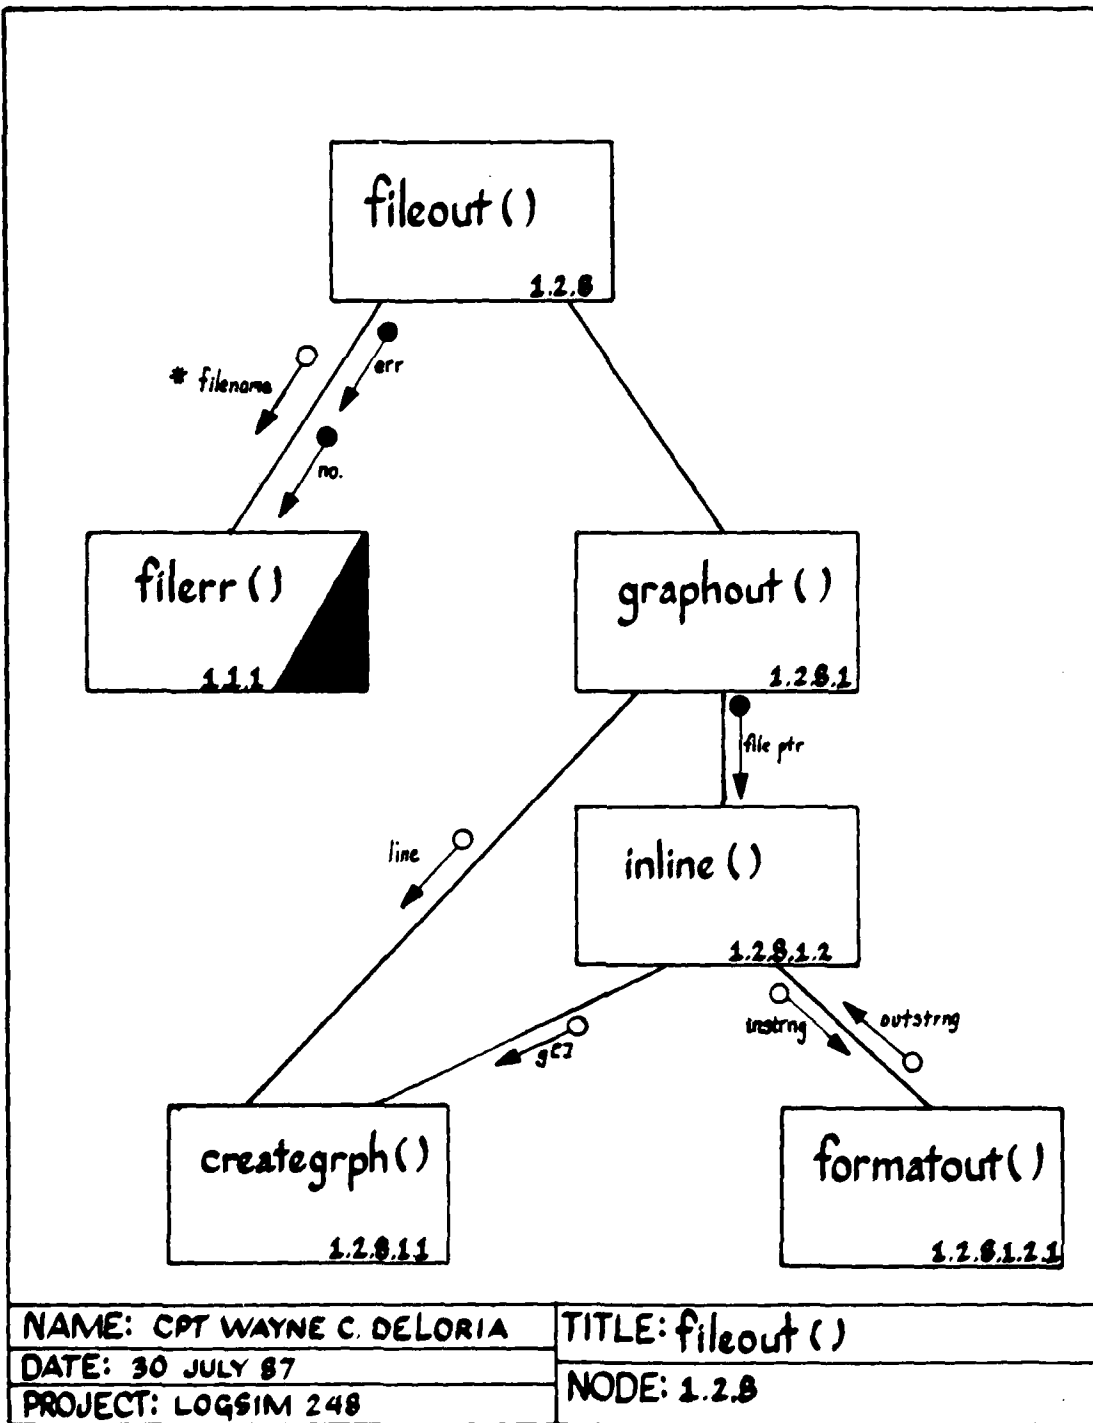 fileout ( )
1.2.8
* filename
err
no.
filerr ( )
1.1.1
graphout ( )
1.2.8.1
file ptr
line
inline ( )
1.2.8.1.2
g[]
instrng
outstrng
creategrph ( )
1.2.8.1.1
formatout ( )
1.2.8.1.2.1
NAME: CPT WAYNE C. DELORIA
DATE: 30 JULY 87
PROJECT: LOGSIM 248
TITLE: fileout ( )
NODE: 1.2.8